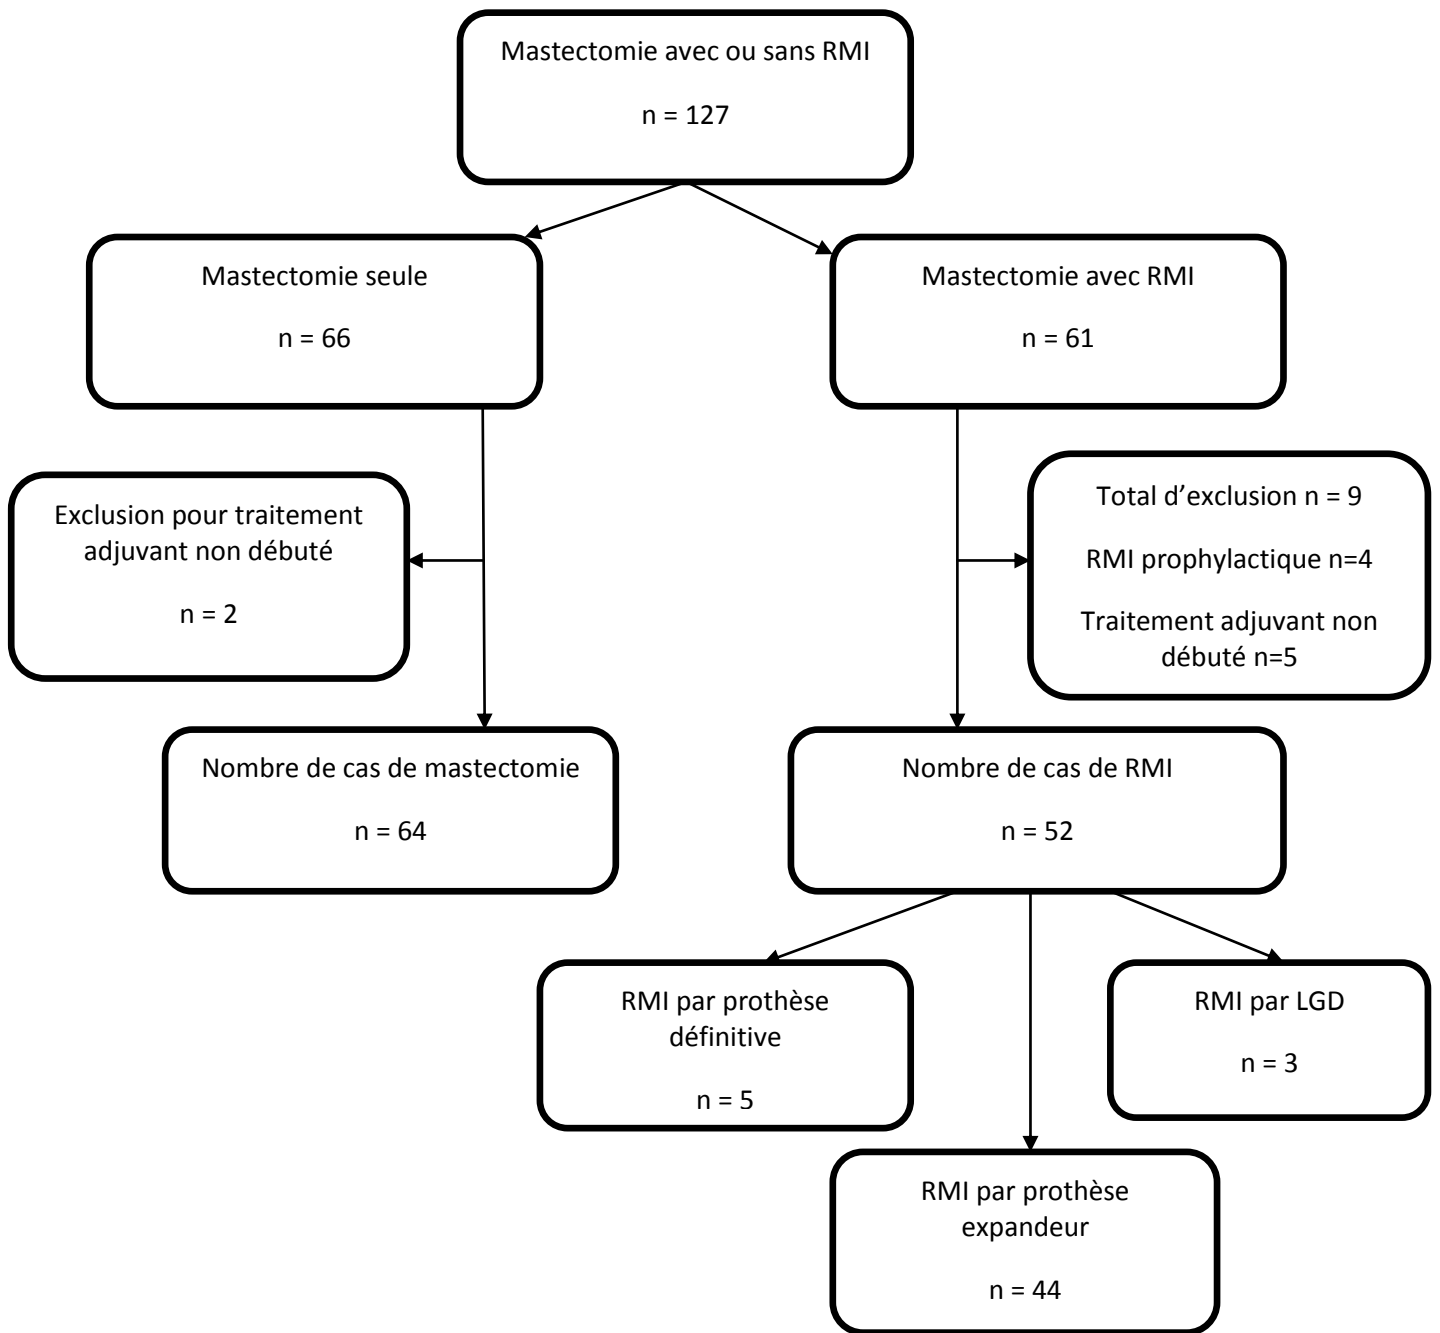 Mastectomie avec ou sans RMI
n = 127
Mastectomie seule
n = 66
Mastectomie avec RMI
n = 61
Exclusion pour traitement
adjuvant non débuté
n = 2
Total d’exclusion n = 9
RMI prophylactique n=4
Traitement adjuvant non
débuté n=5
Nombre de cas de mastectomie
n = 64
Nombre de cas de RMI
n = 52
RMI par prothèse
définitive
n = 5
RMI par LGD
n = 3
RMI par prothèse
expandeur
n = 44